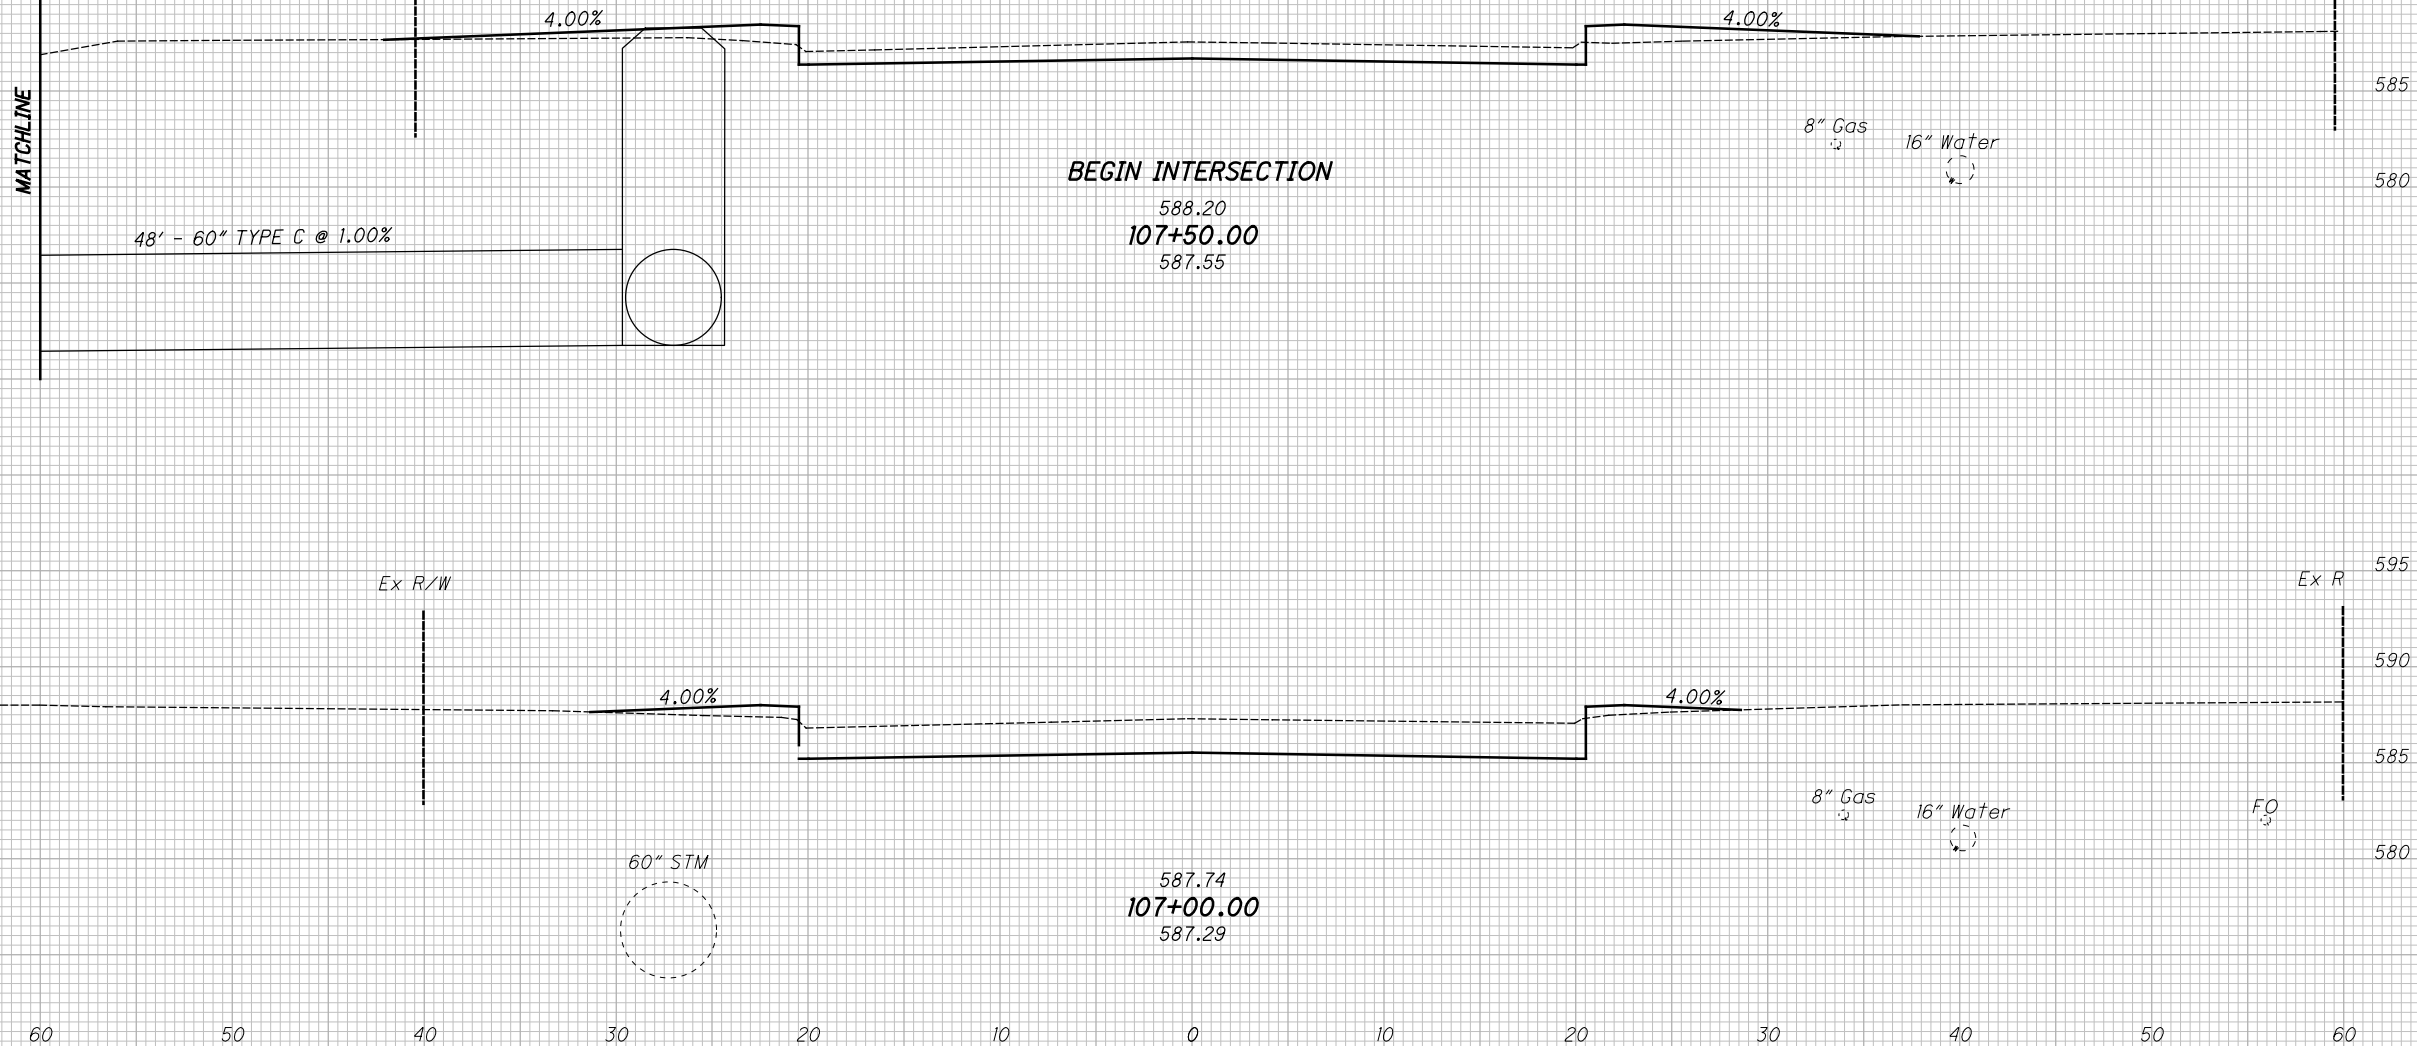 4.00%
4.00%
MATCHLINE
585
8" Gas
16" Water
BEGIN INTERSECTION
580
588.20
48' - 60" TYPE C @ 1.00%
107+50.00
587.55
595
Ex R/W
Ex R
590
4.00%
4.00%
585
8" Gas
16" Water
FO
580
60" STM
587.74
107+00.00
587.29
60 50 40 30 20 10 0 10 20 30 40 50 60